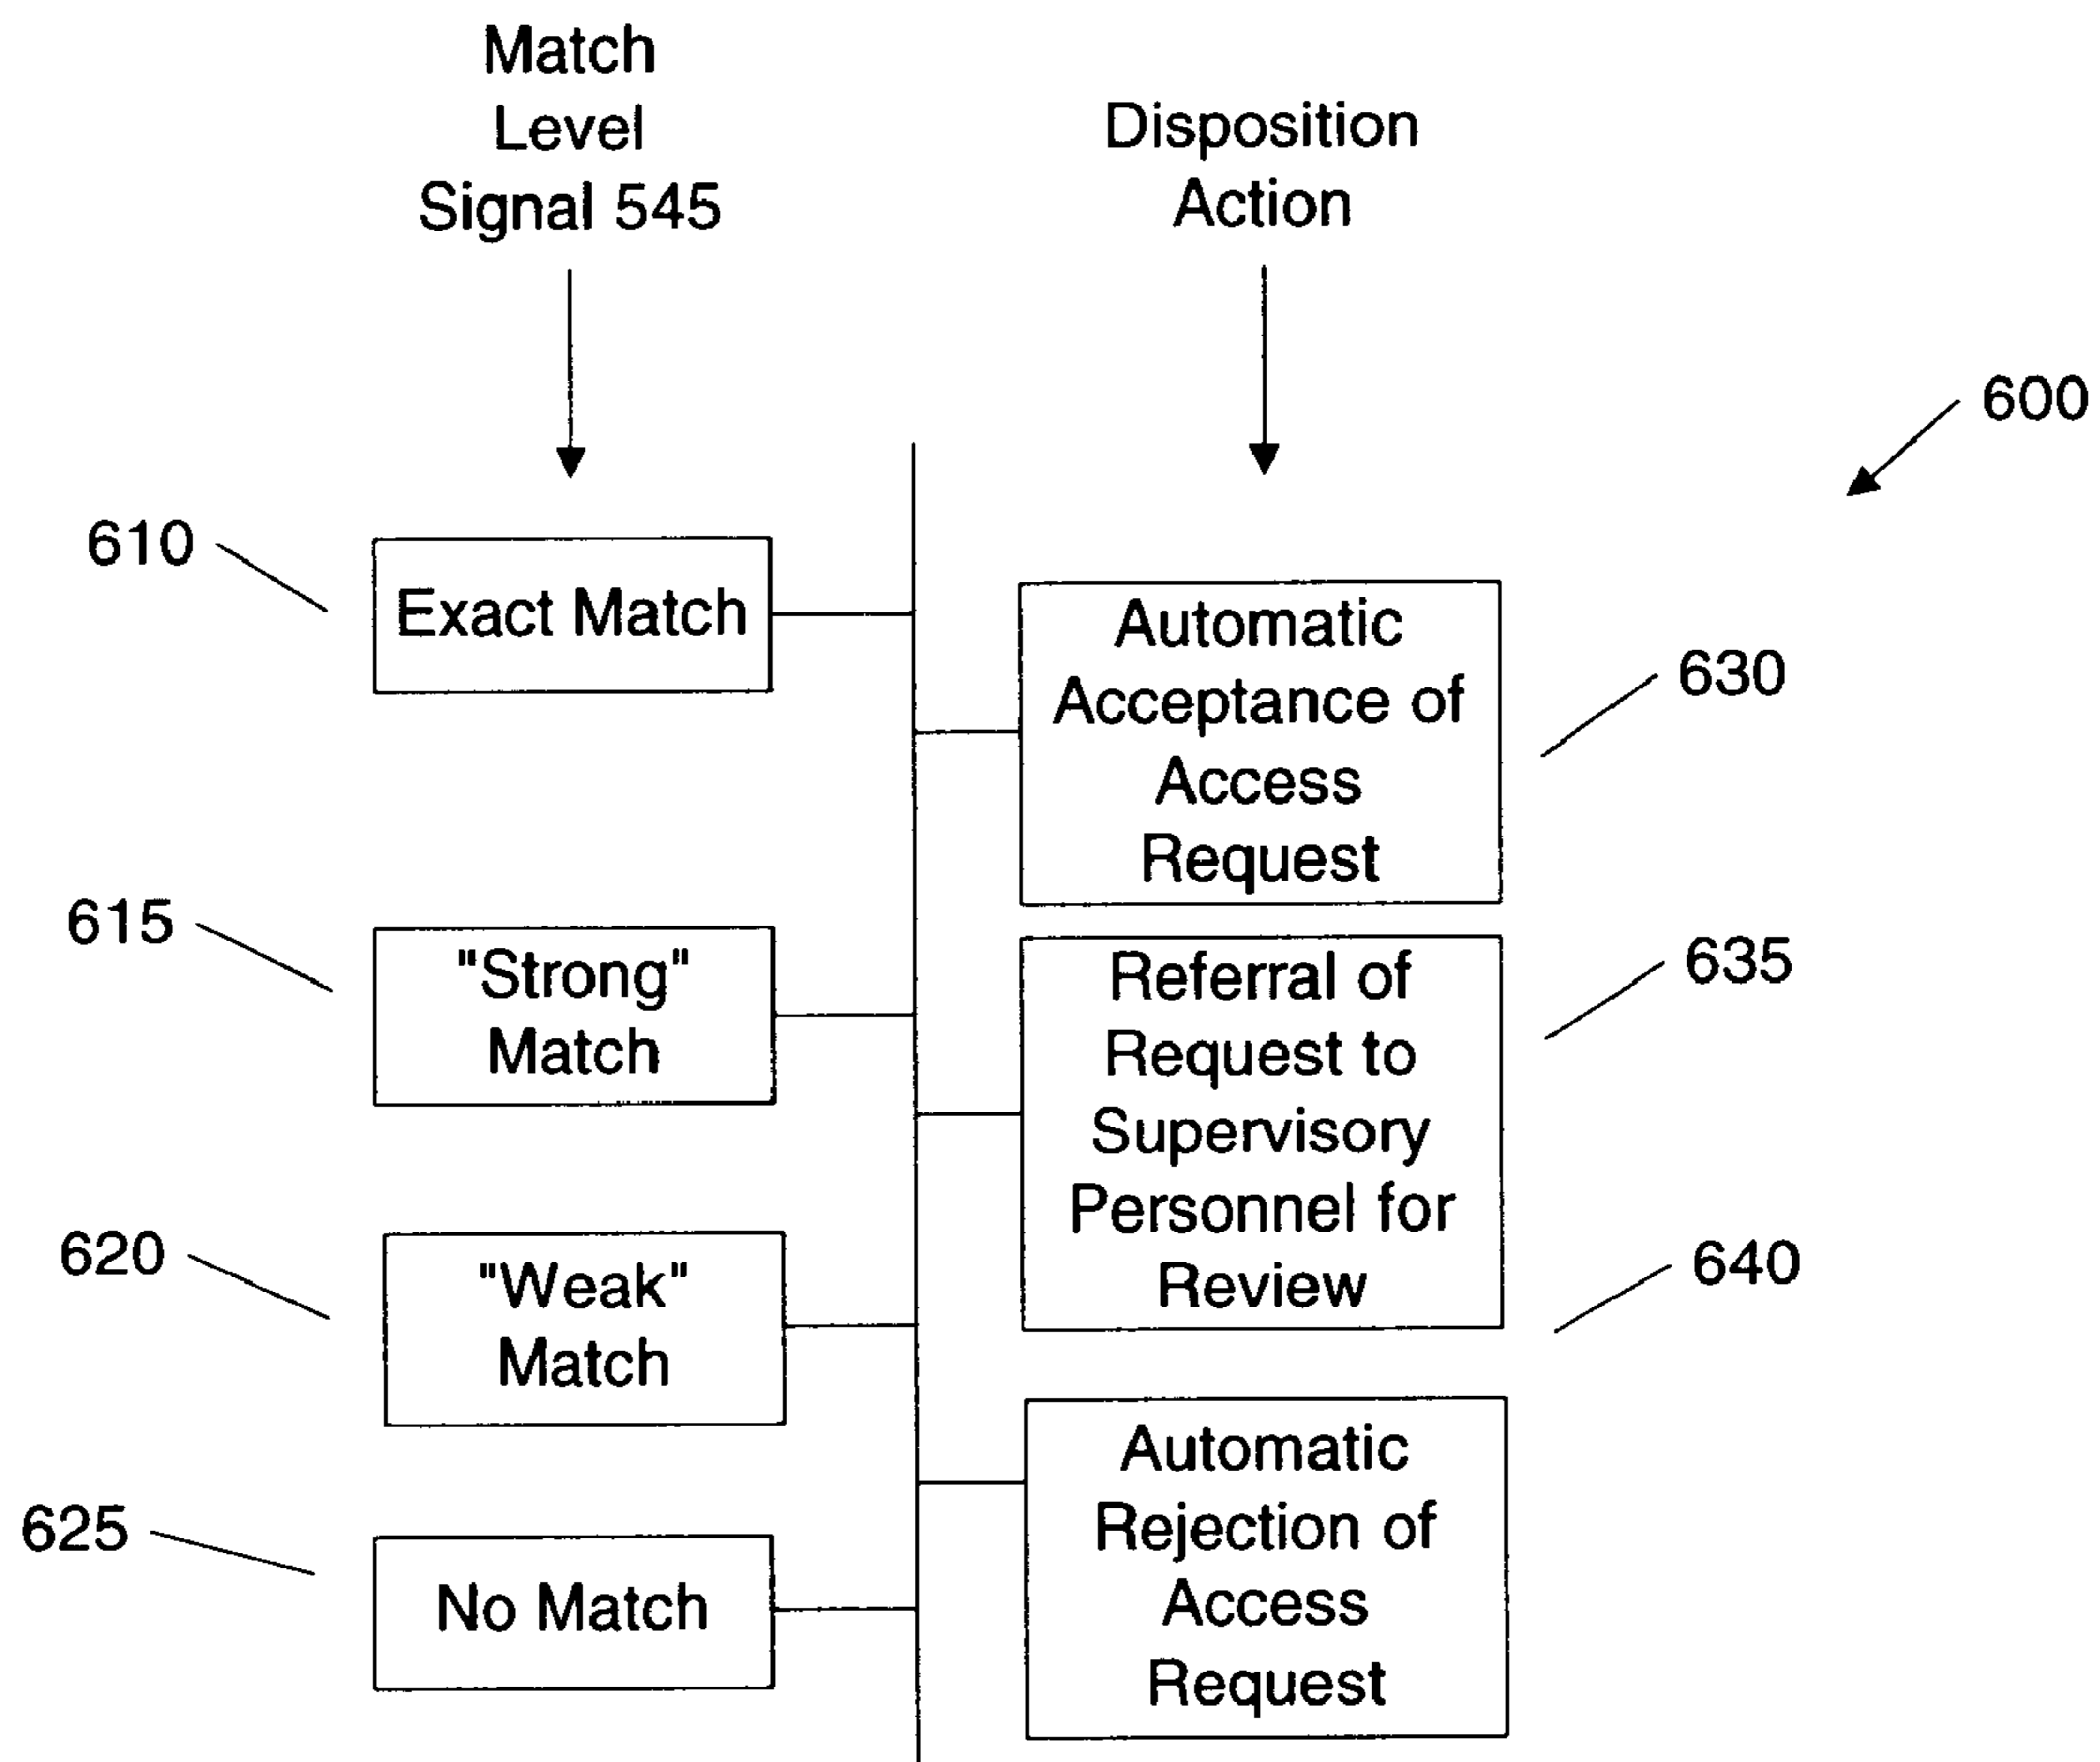 Match
Level
Signal 545
Disposition
Action
600
610
Exact Match
Automatic
Acceptance of
Access
Request
630
615
"Strong"
Match
Referral of
Request to
Supervisory
Personnel for
Review
635
620
"Weak"
Match
640
Automatic
Rejection of
Access
Request
625
No Match